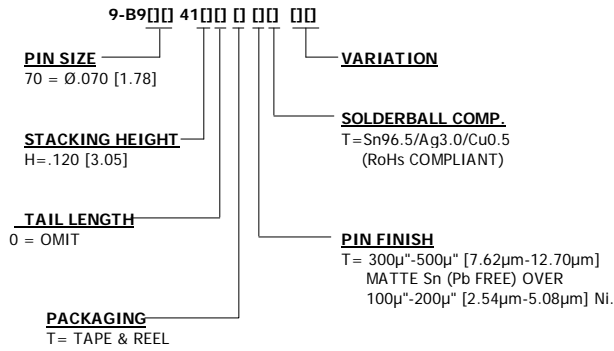 9-B9[][] 41[][] [] [][] [][]
PIN SIZE
70 = Ø.070 [1.78]
VARIATION
STACKING HEIGHT
H=.120 [3.05]
SOLDERBALL COMP.
T=Sn96.5/Ag3.0/Cu0.5
(RoHs COMPLIANT)
TAIL LENGTH
0 = OMIT
PIN FINISH
T= 300µ"-500µ" [7.62µm-12.70µm]
MATTE Sn (Pb FREE) OVER
100µ"-200µ" [2.54µm-5.08µm] Ni.
PACKAGING
T= TAPE & REEL